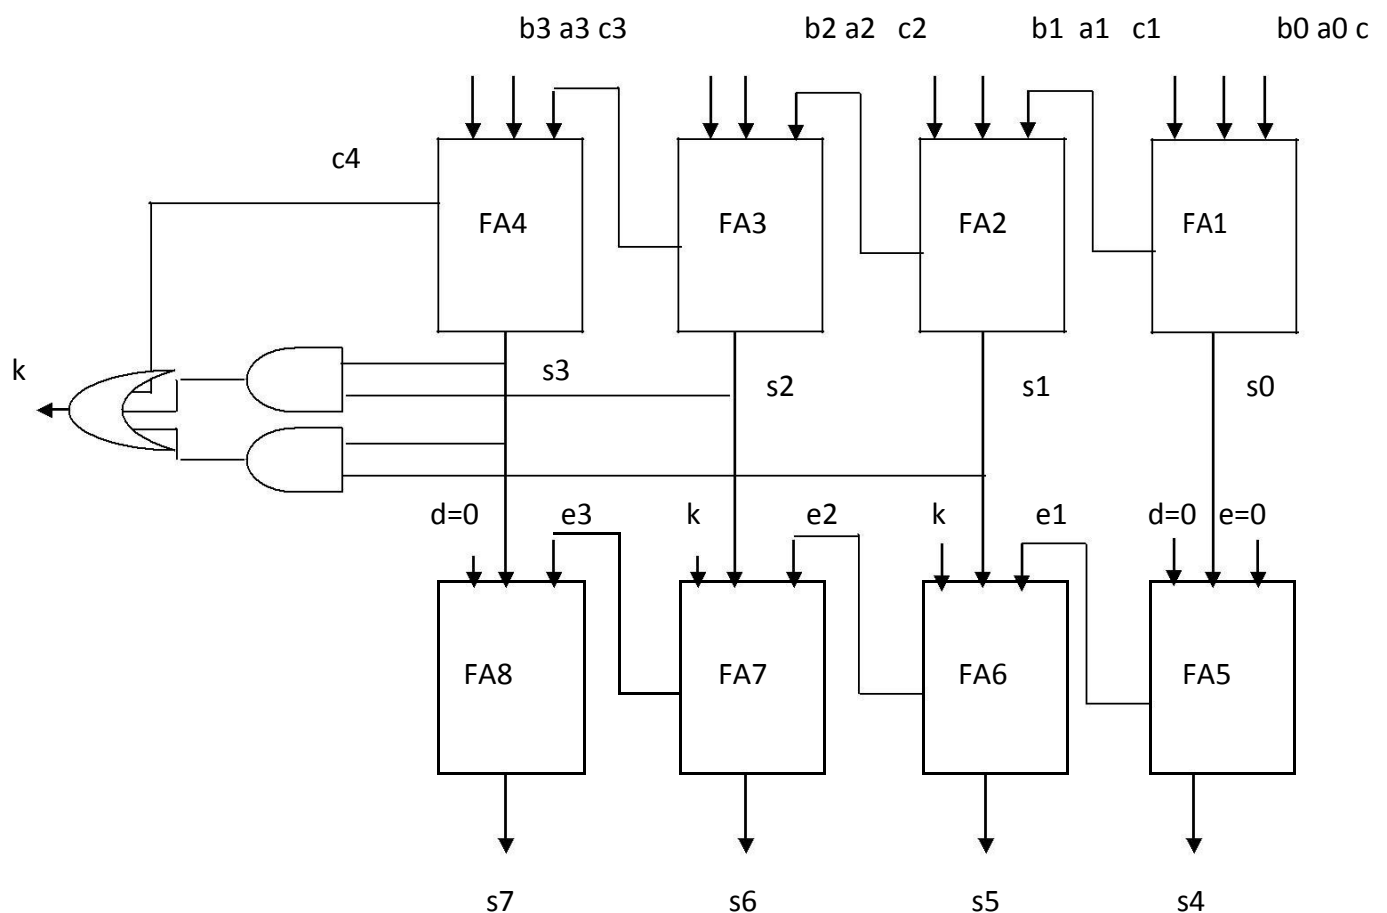 b3 a3 c3 b2 a2 c2 b1 a1 c1 b0 a0 c
c4
FA4 FA3 FA2 FA1
k s3 s2 s1 s0
d=0 e3 k e2 k e1 d=0 e=0
FA8 FA7 FA6 FA5
s7 s6 s5 s4